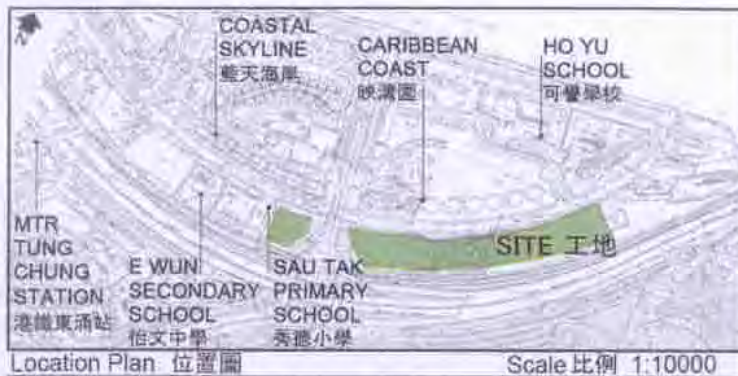 COASTAL
SKYLINE
藍天海岸
CARIBBEAN
COAST
映灣園
HO YU
SCHOOL
可譽學校
MTR
TUNG
CHUNG
STATION
港鐵東涌站
E WUN
SECONDARY
SCHOOL
怡文中學
SAU TAK
PRIMARY
SCHOOL
秀德小學
SITE 工地
Location Plan 位置圖
Scale 比例 1:10000